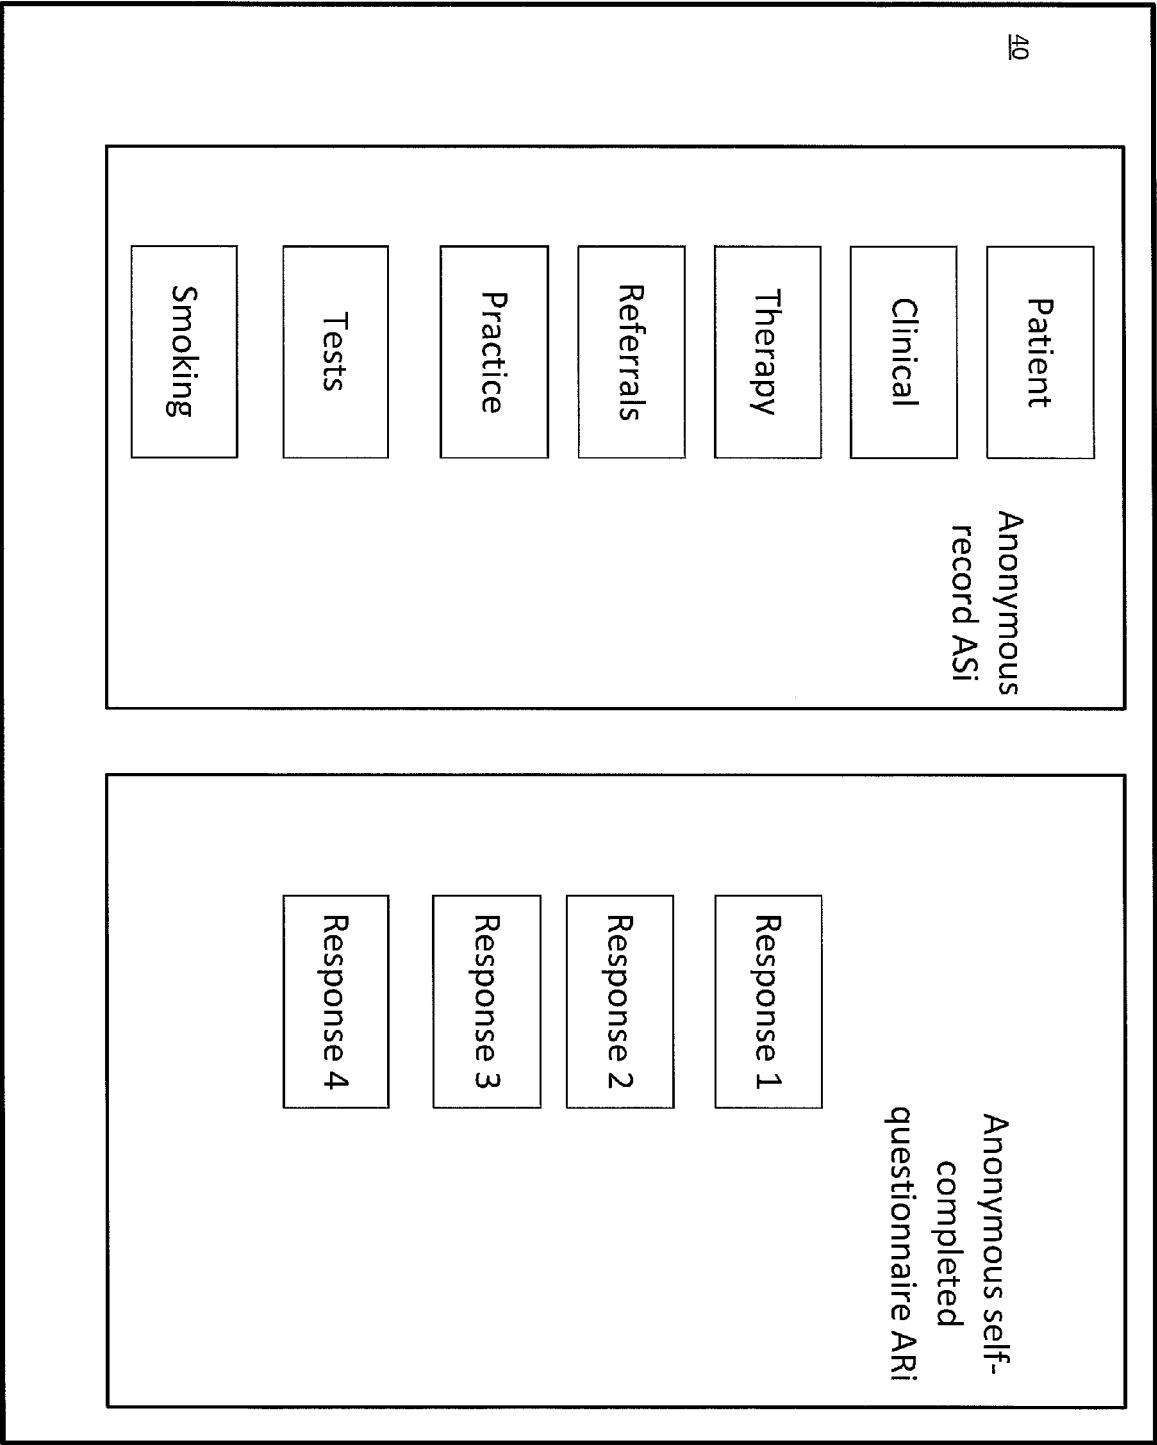 40
Anonymous
record ASi
Patient
Clinical
Therapy
Referrals
Practice
Tests
Smoking
Anonymous self-
completed
questionnaire ARi
Response 1
Response 2
Response 3
Response 4